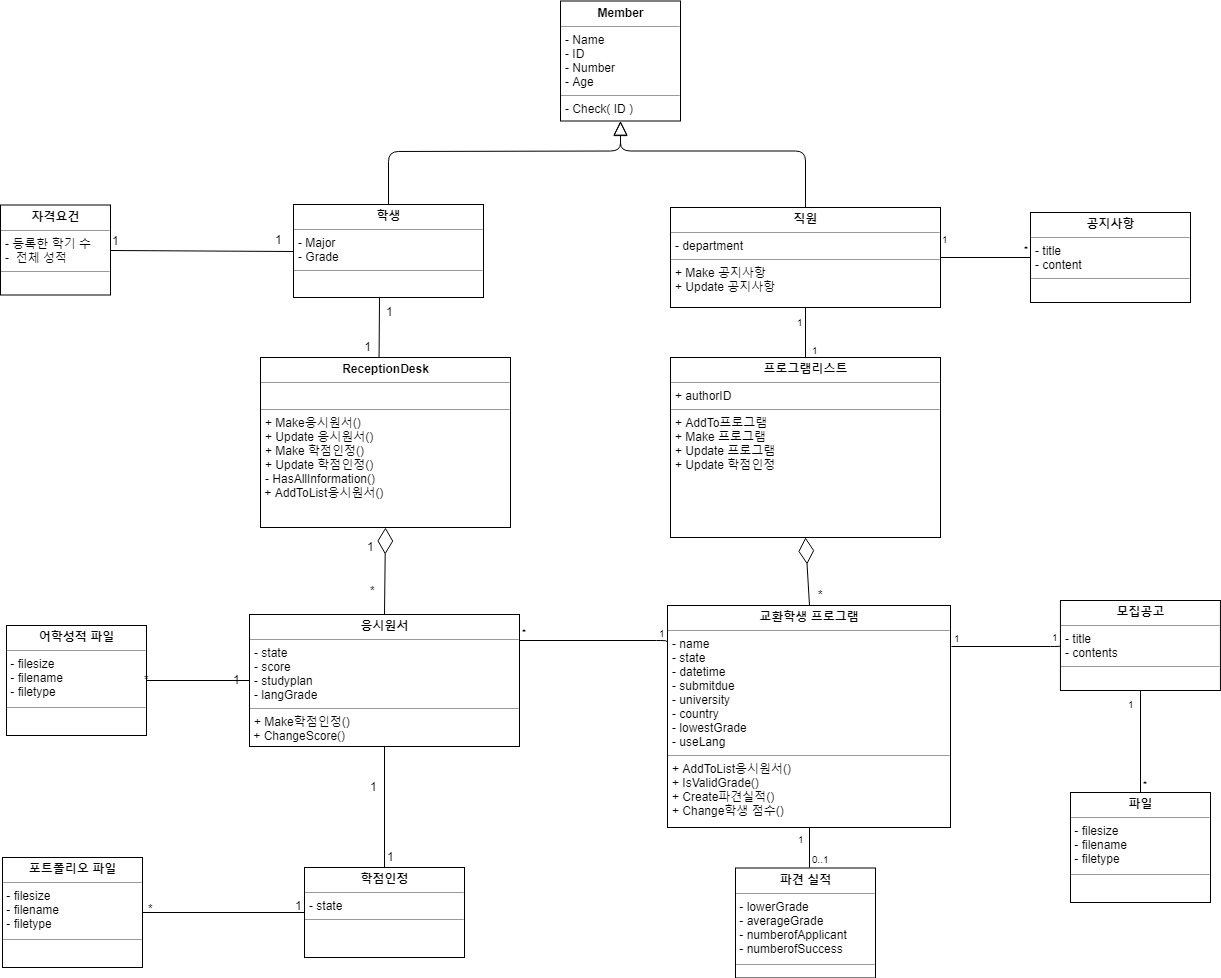 Member
- Name
- ID
- Number
- Age
- Check( ID )
자격요건
- 등록한 학기 수
- 전체 성적
1
1
학생
- Major
- Grade
직원
- department
+ Make 공지사항
+ Update 공지사항
1
*
공지사항
- title
- content
1
1
1
1
ReceptionDesk
+ Make응시원서()
+ Update 응시원서()
+ Make 학점인정()
+ Update 학점인정()
- HasAllInformation()
+ AddToList응시원서()
프로그램리스트
+ authorID
+ AddTo프로그램
+ Make 프로그램
+ Update 프로그램
+ Update 학점인정
1
*
*
어학성적 파일
- filesize
- filename
- filetype
*
1
응시원서
- state
- score
- studyplan
- langGrade
+ Make학점인정()
+ ChangeScore()
*
1
교환학생 프로그램
- name
- state
- datetime
- submitdue
- university
- country
- lowestGrade
- useLang
+ AddToList응시원서()
+ IsValidGrade()
+ Create파견실적()
+ Change학생 점수()
1
1
모집공고
- title
- contents
1
*
파일
- filesize
- filename
- filetype
1
1
포트폴리오 파일
- filesize
- filename
- filetype
*
1
학점인정
- state
1
0..1
파견 실적
- lowerGrade
- averageGrade
- numberofApplicant
- numberofSuccess